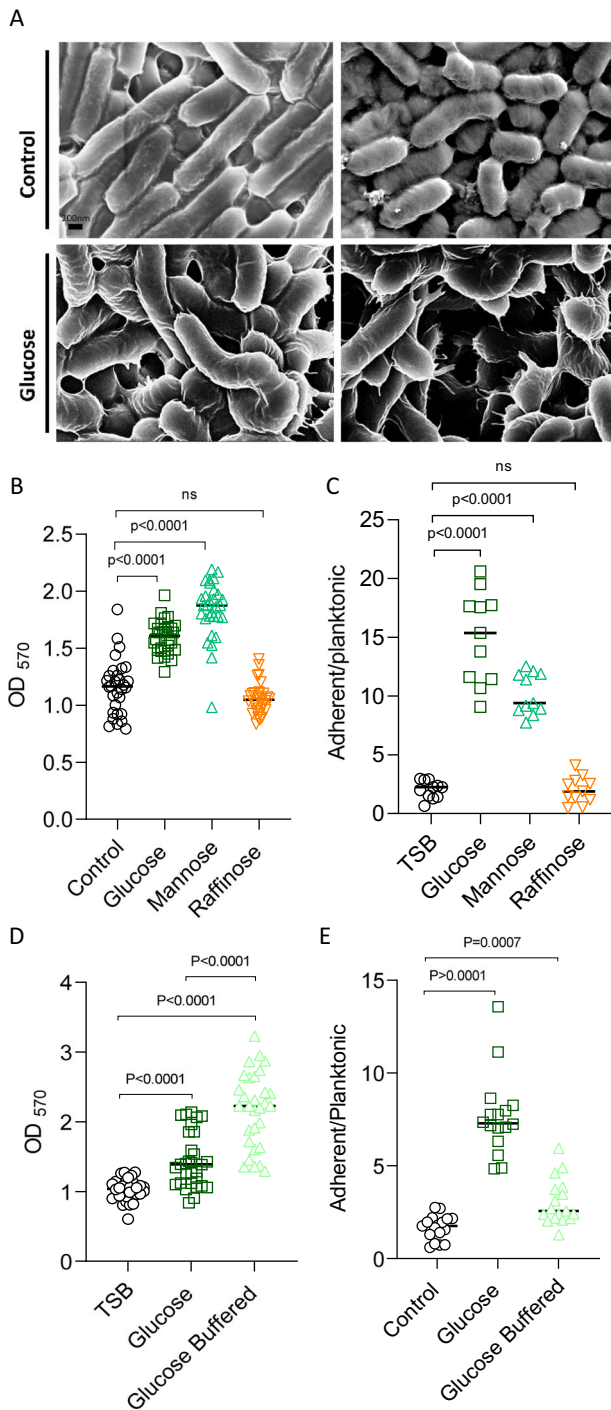 A
Control
100nm
Glucose
B
ns
p<0.0001
p<0.0001
OD 570
2.5
2.0
1.5
1.0
0.5
0.0
Control
Glucose
Mannose
Raffinose
C
ns
p<0.0001
p<0.0001
Adherent/planktonic
25
20
15
10
5
0
TSB
Glucose
Mannose
Raffinose
D
P<0.0001
P<0.0001
P<0.0001
OD 570
4
3
2
1
0
TSB
Glucose
Glucose Buffered
E
P=0.0007
P>0.0001
Adherent/Planktonic
15
10
5
0
Control
Glucose
Glucose Buffered